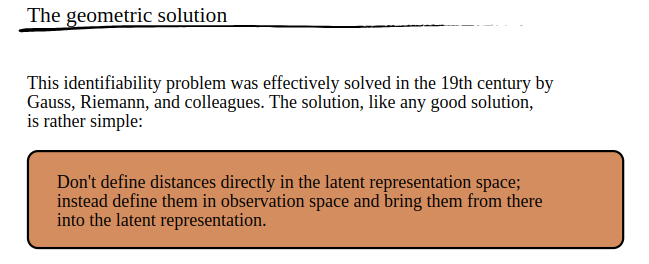 The geometric solution
This identifiability problem was effectively solved in the 19th century by
Gauss, Riemann, and colleagues. The solution, like any good solution,
is rather simple:
Don't define distances directly in the latent representation space;
instead define them in observation space and bring them from there
into the latent representation.